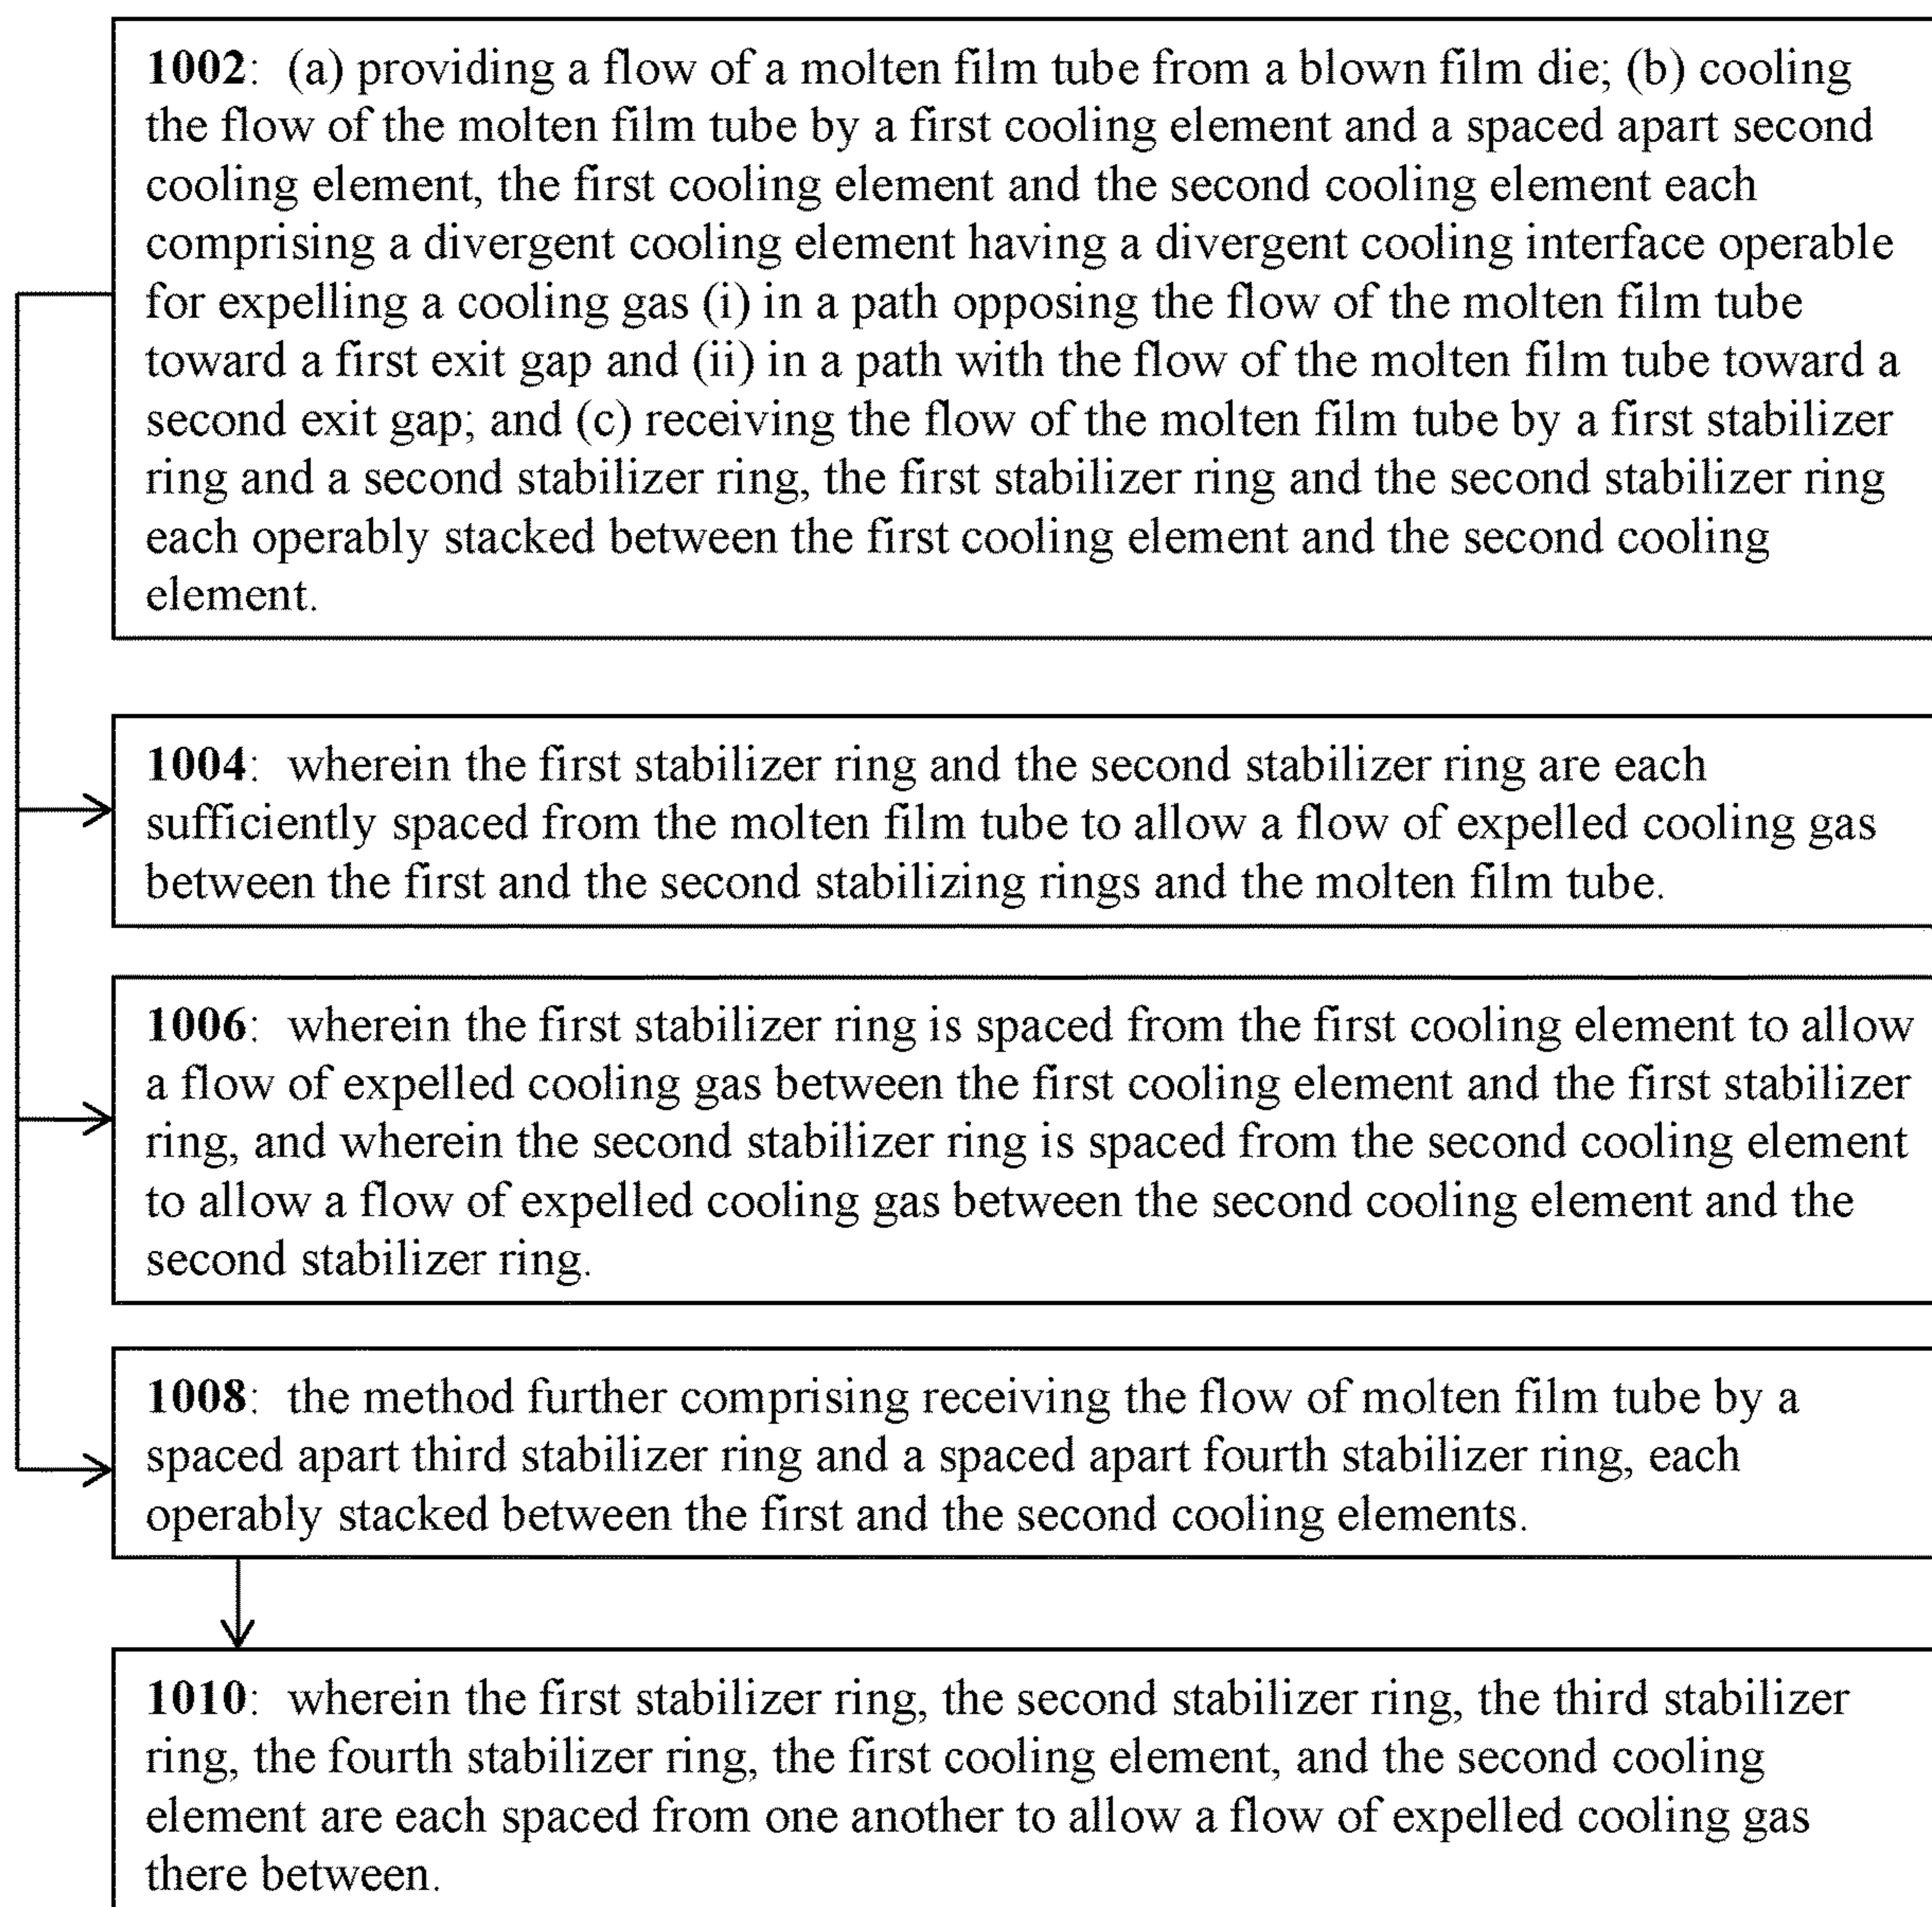 1002: (a) providing a flow of a molten film tube from a blown film die; (b) cooling
the flow of the molten film tube by a first cooling element and a spaced apart second
cooling element, the first cooling element and the second cooling element each
comprising a divergent cooling element having a divergent cooling interface operable
for expelling a cooling gas (i) in a path opposing the flow of the molten film tube
toward a first exit gap and (ii) in a path with the flow of the molten film tube toward a
second exit gap; and (c) receiving the flow of the molten film tube by a first stabilizer
ring and a second stabilizer ring, the first stabilizer ring and the second stabilizer ring
each operably stacked between the first cooling element and the second cooling
element.
1004: wherein the first stabilizer ring and the second stabilizer ring are each
sufficiently spaced from the molten film tube to allow a flow of expelled cooling gas
between the first and the second stabilizing rings and the molten film tube.
1006: wherein the first stabilizer ring is spaced from the first cooling element to allow
a flow of expelled cooling gas between the first cooling element and the first stabilizer
ring, and wherein the second stabilizer ring is spaced from the second cooling element
to allow a flow of expelled cooling gas between the second cooling element and the
second stabilizer ring.
1008: the method further comprising receiving the flow of molten film tube by a
spaced apart third stabilizer ring and a spaced apart fourth stabilizer ring, each
operably stacked between the first and the second cooling elements.
1010: wherein the first stabilizer ring, the second stabilizer ring, the third stabilizer
ring, the fourth stabilizer ring, the first cooling element, and the second cooling
element are each spaced from one another to allow a flow of expelled cooling gas
there between.